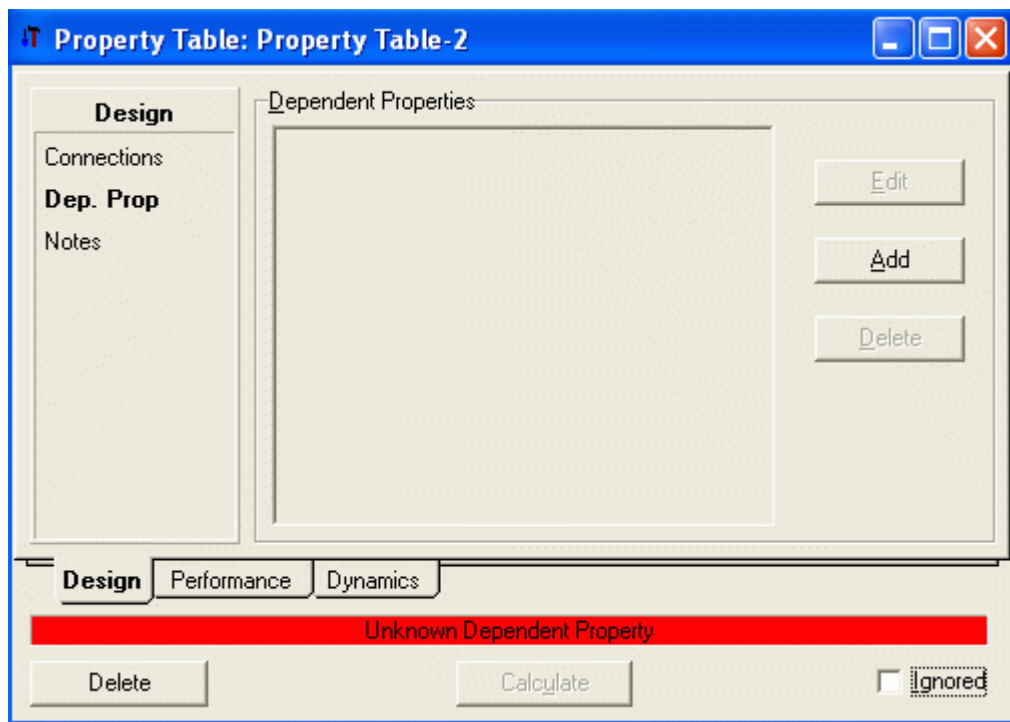 Property Table: Property Table-2
Design
Connections
Dep. Prop
Notes
Dependent Properties
Edit
Add
Delete
Design Performance Dynamics
Unknown Dependent Property
Delete Calculate Ignored